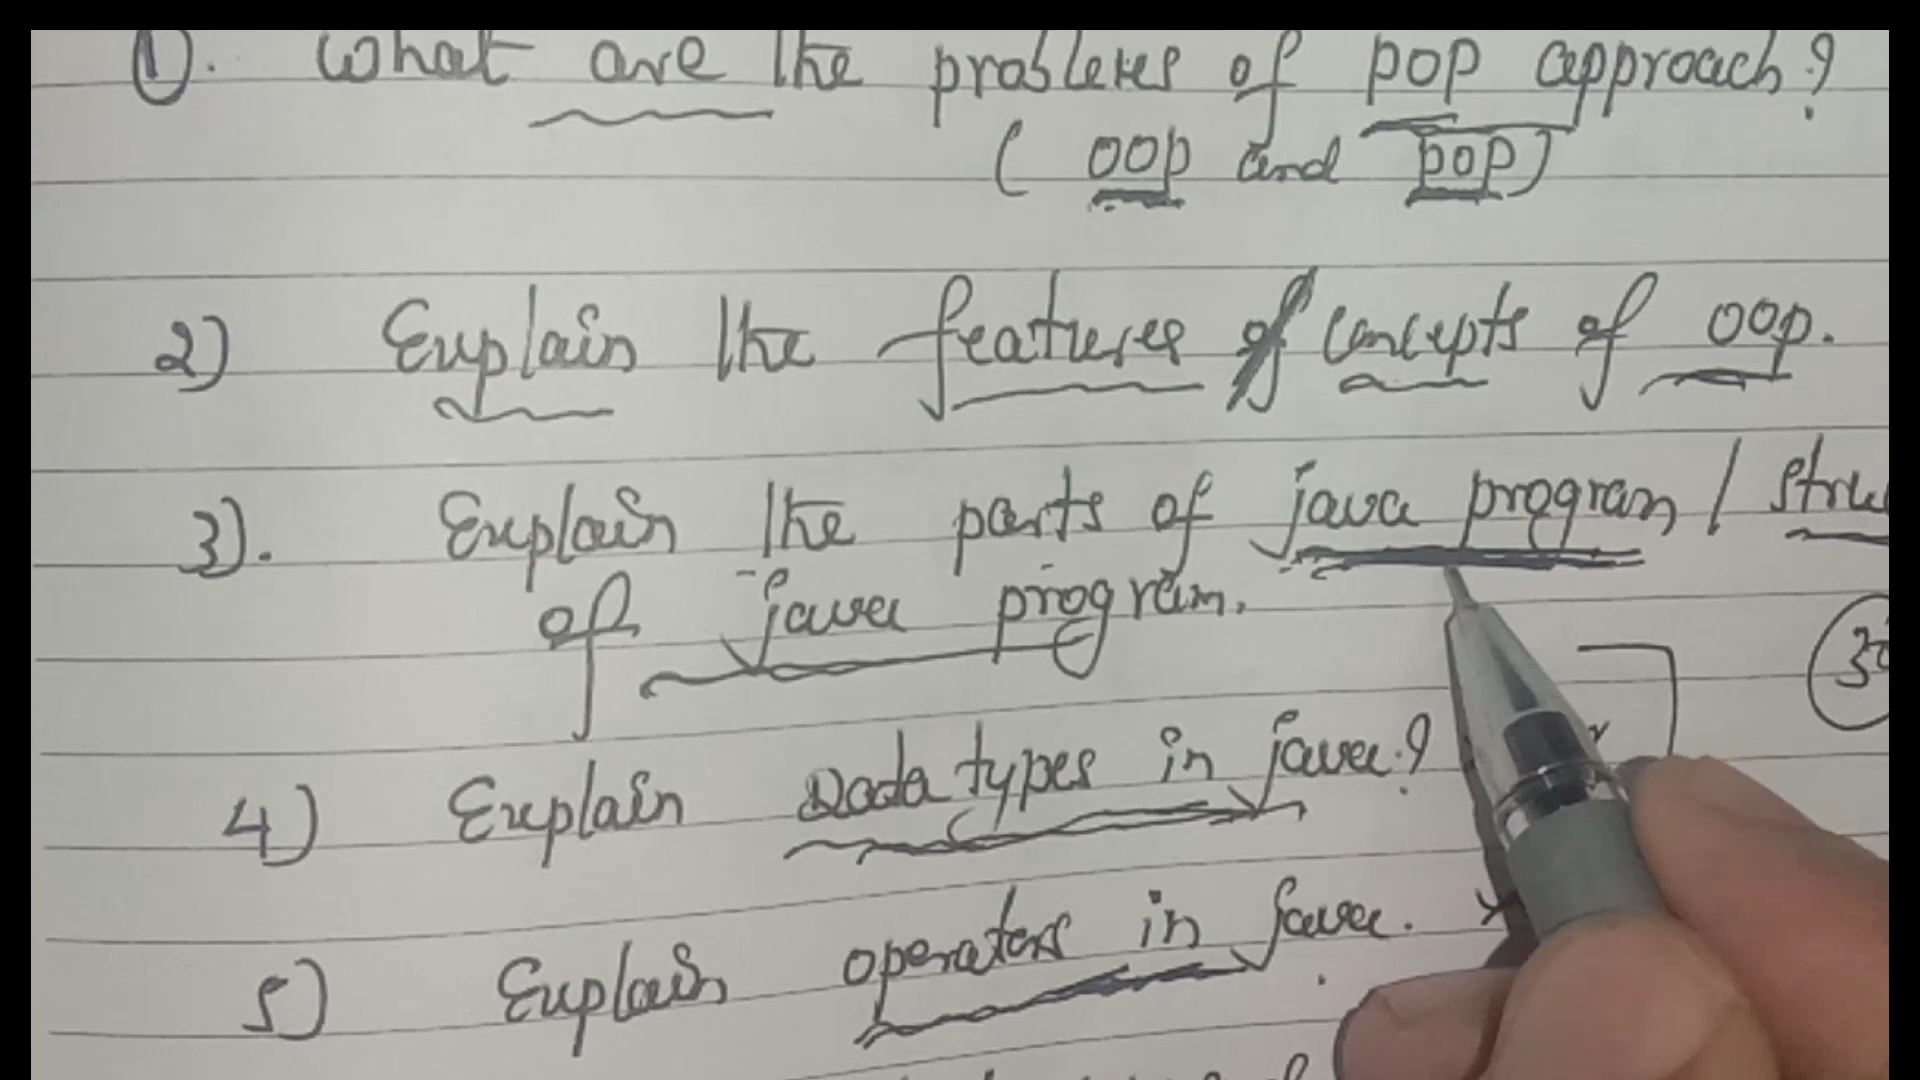 1). What are the problems of pop approach?
( oop and pop)
2) Explain the features of concepts of oop.
3). Explain the parts of java program / stru
of java program.
4) Explain Data types in java.?
5) Explain operators in java.